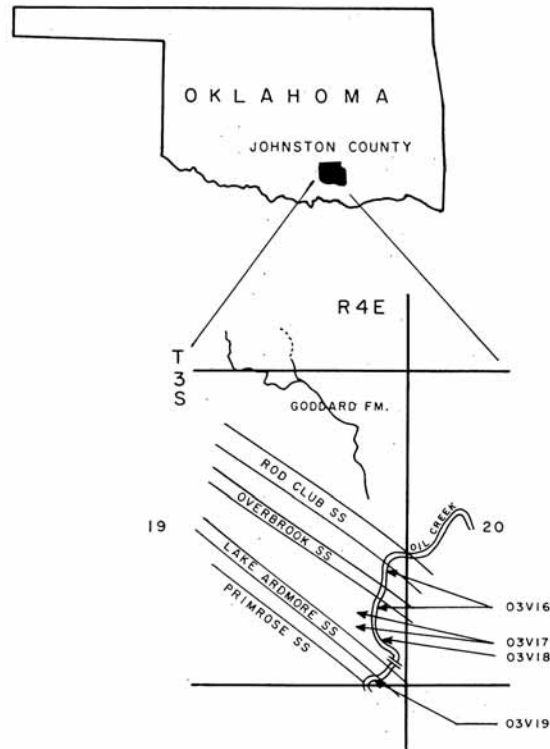 OKLAHOMA
JOHNSTON COUNTY
R4E
T
3
S
GODDARD FM.
ROD CLUB SS
OVERBROOK SS
OIL CREEK
19
20
LAKE ARDMORE SS
PRIMROSE SS
03V16
03V17
03V18
03V19